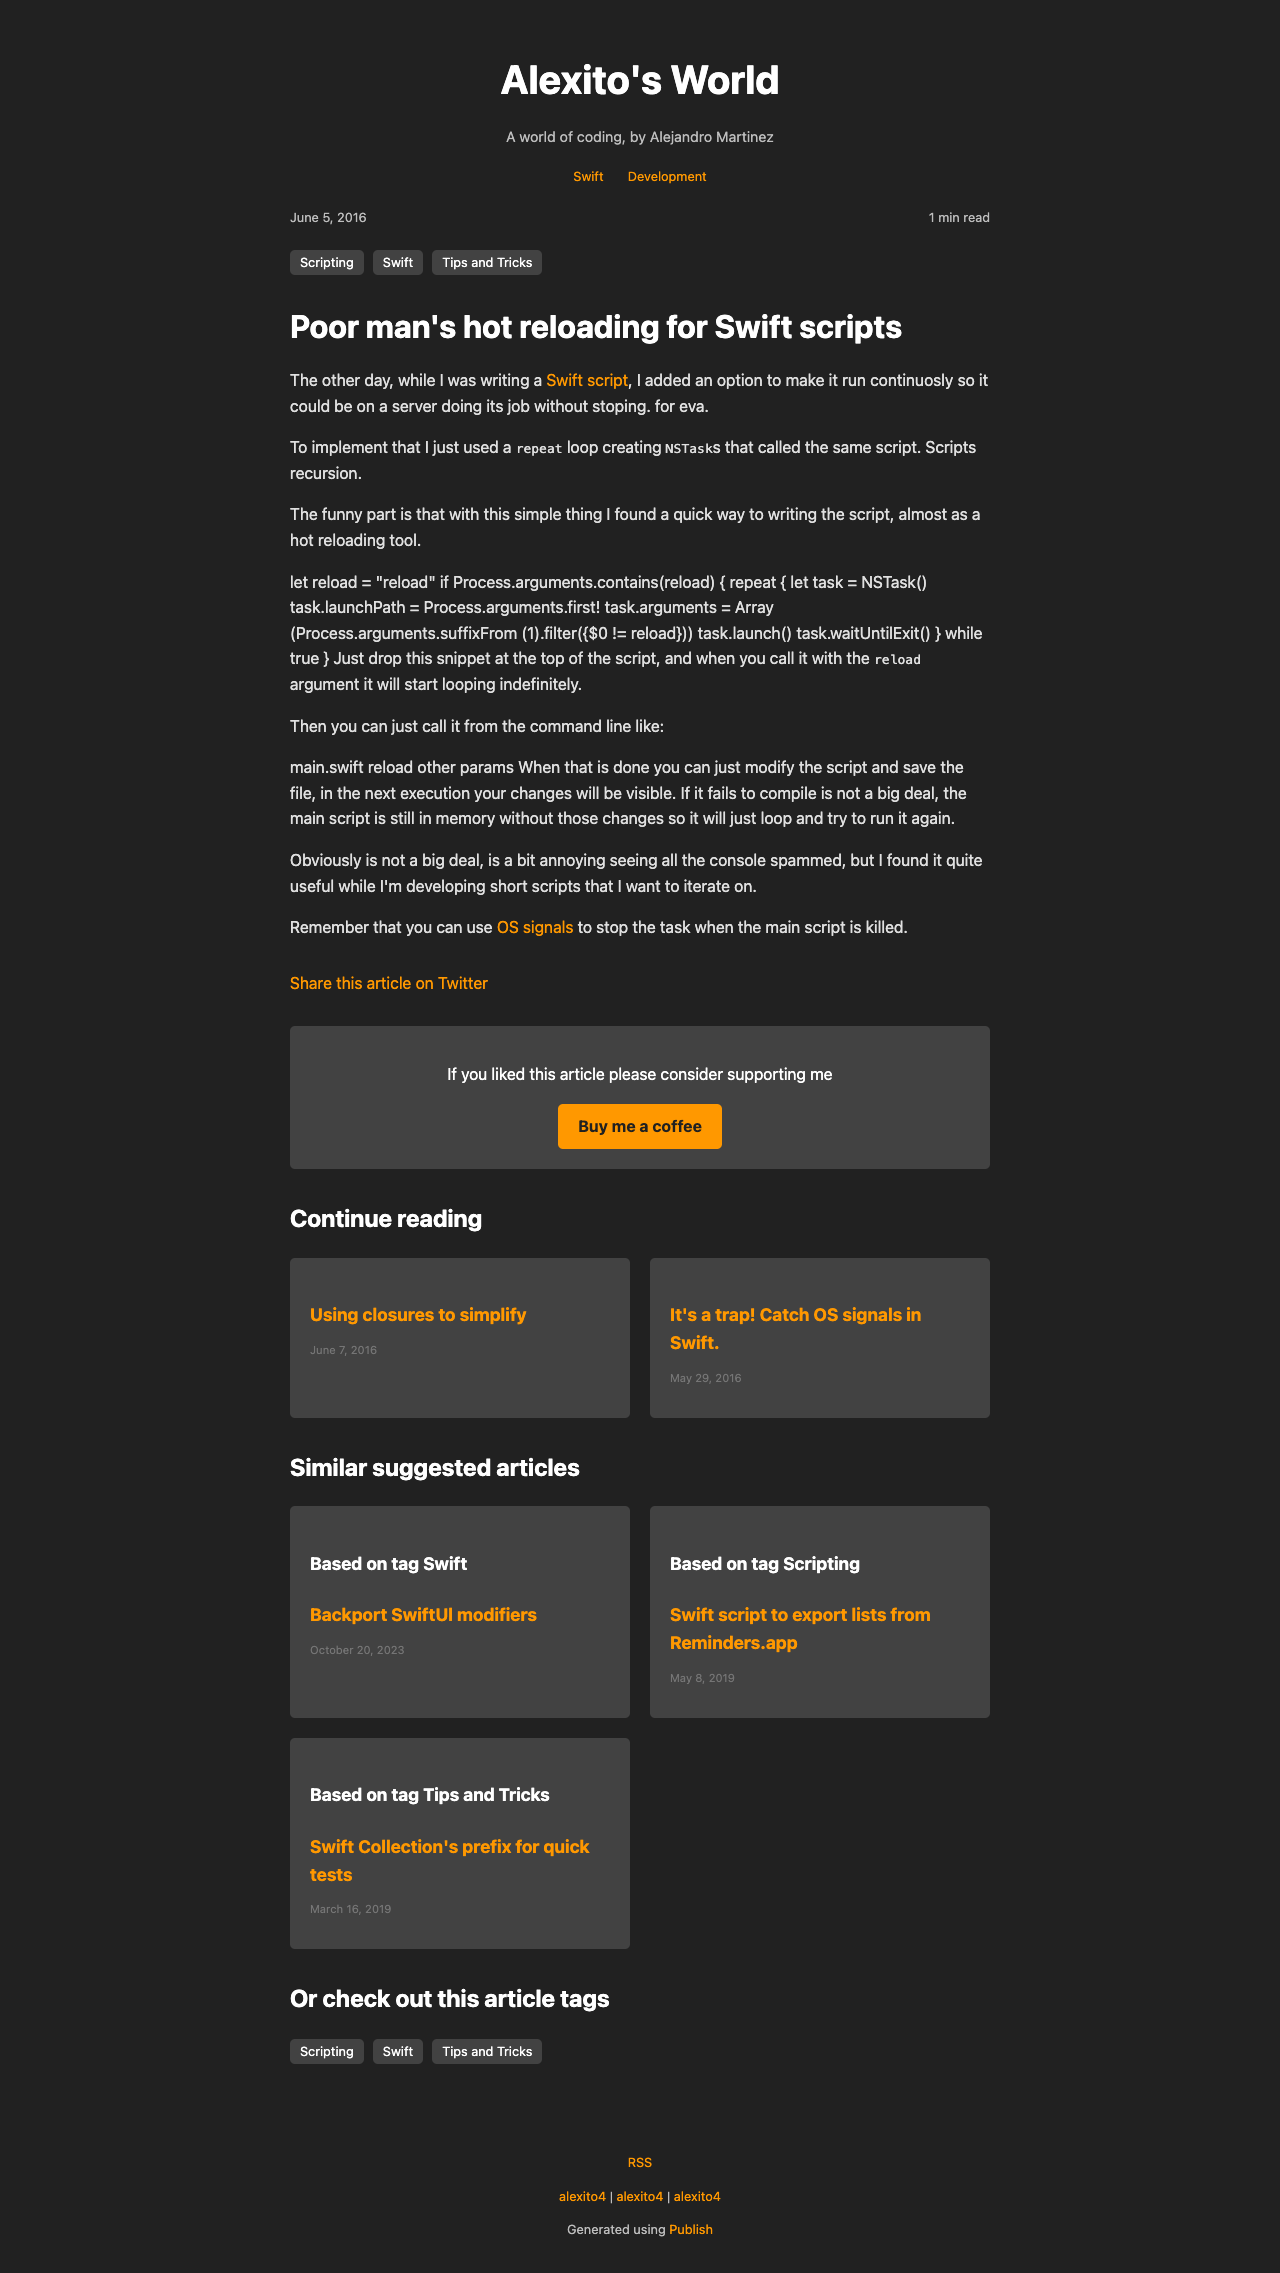 Alexito's World
A world of coding, by Alejandro Martinez
Swift Development
June 5, 2016 1 min read
Scripting Swift Tips and Tricks
Poor man's hot reloading for Swift scripts
The other day, while I was writing a Swift script, I added an option to make it run continuosly so it
could be on a server doing its job without stoping. for eva.
To implement that I just used a repeat loop creating NSTasks that called the same script. Scripts
recursion.
The funny part is that with this simple thing I found a quick way to writing the script, almost as a
hot reloading tool.
let reload = "reload" if Process.arguments.contains(reload) { repeat { let task = NSTask()
task.launchPath = Process.arguments.first! task.arguments = Array
(Process.arguments.suffixFrom (1).filter({$0 != reload})) task.launch() task.waitUntilExit() } while
true } Just drop this snippet at the top of the script, and when you call it with the reload
argument it will start looping indefinitely.
Then you can just call it from the command line like:
main.swift reload other params When that is done you can just modify the script and save the
file, in the next execution your changes will be visible. If it fails to compile is not a big deal, the
main script is still in memory without those changes so it will just loop and try to run it again.
Obviously is not a big deal, is a bit annoying seeing all the console spammed, but I found it quite
useful while I'm developing short scripts that I want to iterate on.
Remember that you can use OS signals to stop the task when the main script is killed.
Share this article on Twitter
If you liked this article please consider supporting me
Buy me a coffee
Continue reading
Using closures to simplify
June 7, 2016
It's a trap! Catch OS signals in
Swift.
May 29, 2016
Similar suggested articles
Based on tag Swift
Backport SwiftUI modifiers
October 20, 2023
Based on tag Scripting
Swift script to export lists from
Reminders.app
May 8, 2019
Based on tag Tips and Tricks
Swift Collection's prefix for quick
tests
March 16, 2019
Or check out this article tags
Scripting Swift Tips and Tricks
RSS
alexito4 | alexito4 | alexito4
Generated using Publish